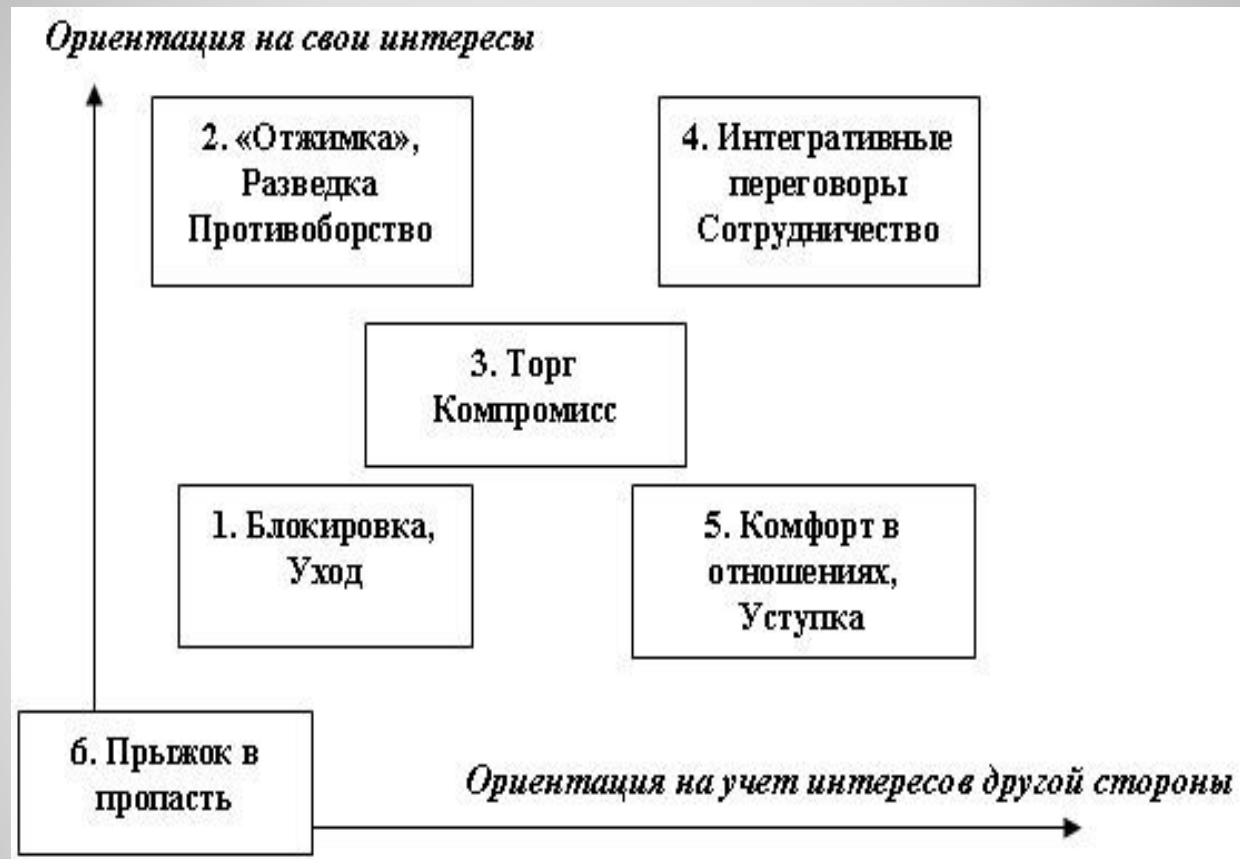 Ориентация на свои интересы
2. «Отжимка»,
Разведка
Противоборство
4. Интегративные
переговоры
Сотрудничество
3. Торг
Компромисс
1. Блокировка,
Уход
5. Комфорт в
отношениях,
Уступка
6. Прыжок в
пропасть
Ориентация на учет интересов другой стороны